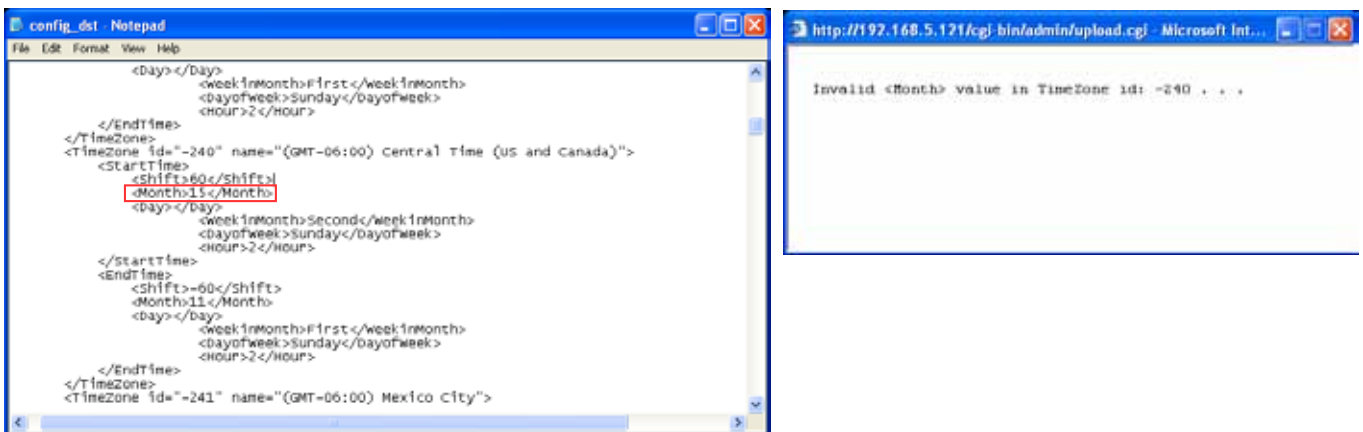 config_dst - Notepad
File Edit Format View Help
<Day></Day>
<WeekInMonth>First</WeekInMonth>
<DayofWeek>Sunday</DayofWeek>
<Hour>2</Hour>
</EndTime>
</TimeZone>
<TimeZone id="-240" name="(GMT-06:00) Central Time (US and Canada)">
<StartTime>
<Shift>60</Shift>
<Month>15</Month>
<Day></Day>
<WeekInMonth>Second</WeekInMonth>
<DayofWeek>Sunday</DayofWeek>
<Hour>2</Hour>
</StartTime>
<EndTime>
<Shift>-60</Shift>
<Month>11</Month>
<Day></Day>
<WeekInMonth>First</WeekInMonth>
<DayofWeek>Sunday</DayofWeek>
<Hour>2</Hour>
</EndTime>
</TimeZone>
<TimeZone id="-241" name="(GMT-06:00) Mexico City">
http://192.168.5.121/cgi-bin/admin/upload.cgi - Microsoft Int...
Invalid <Month> value in TimeZone id: -240 . . .